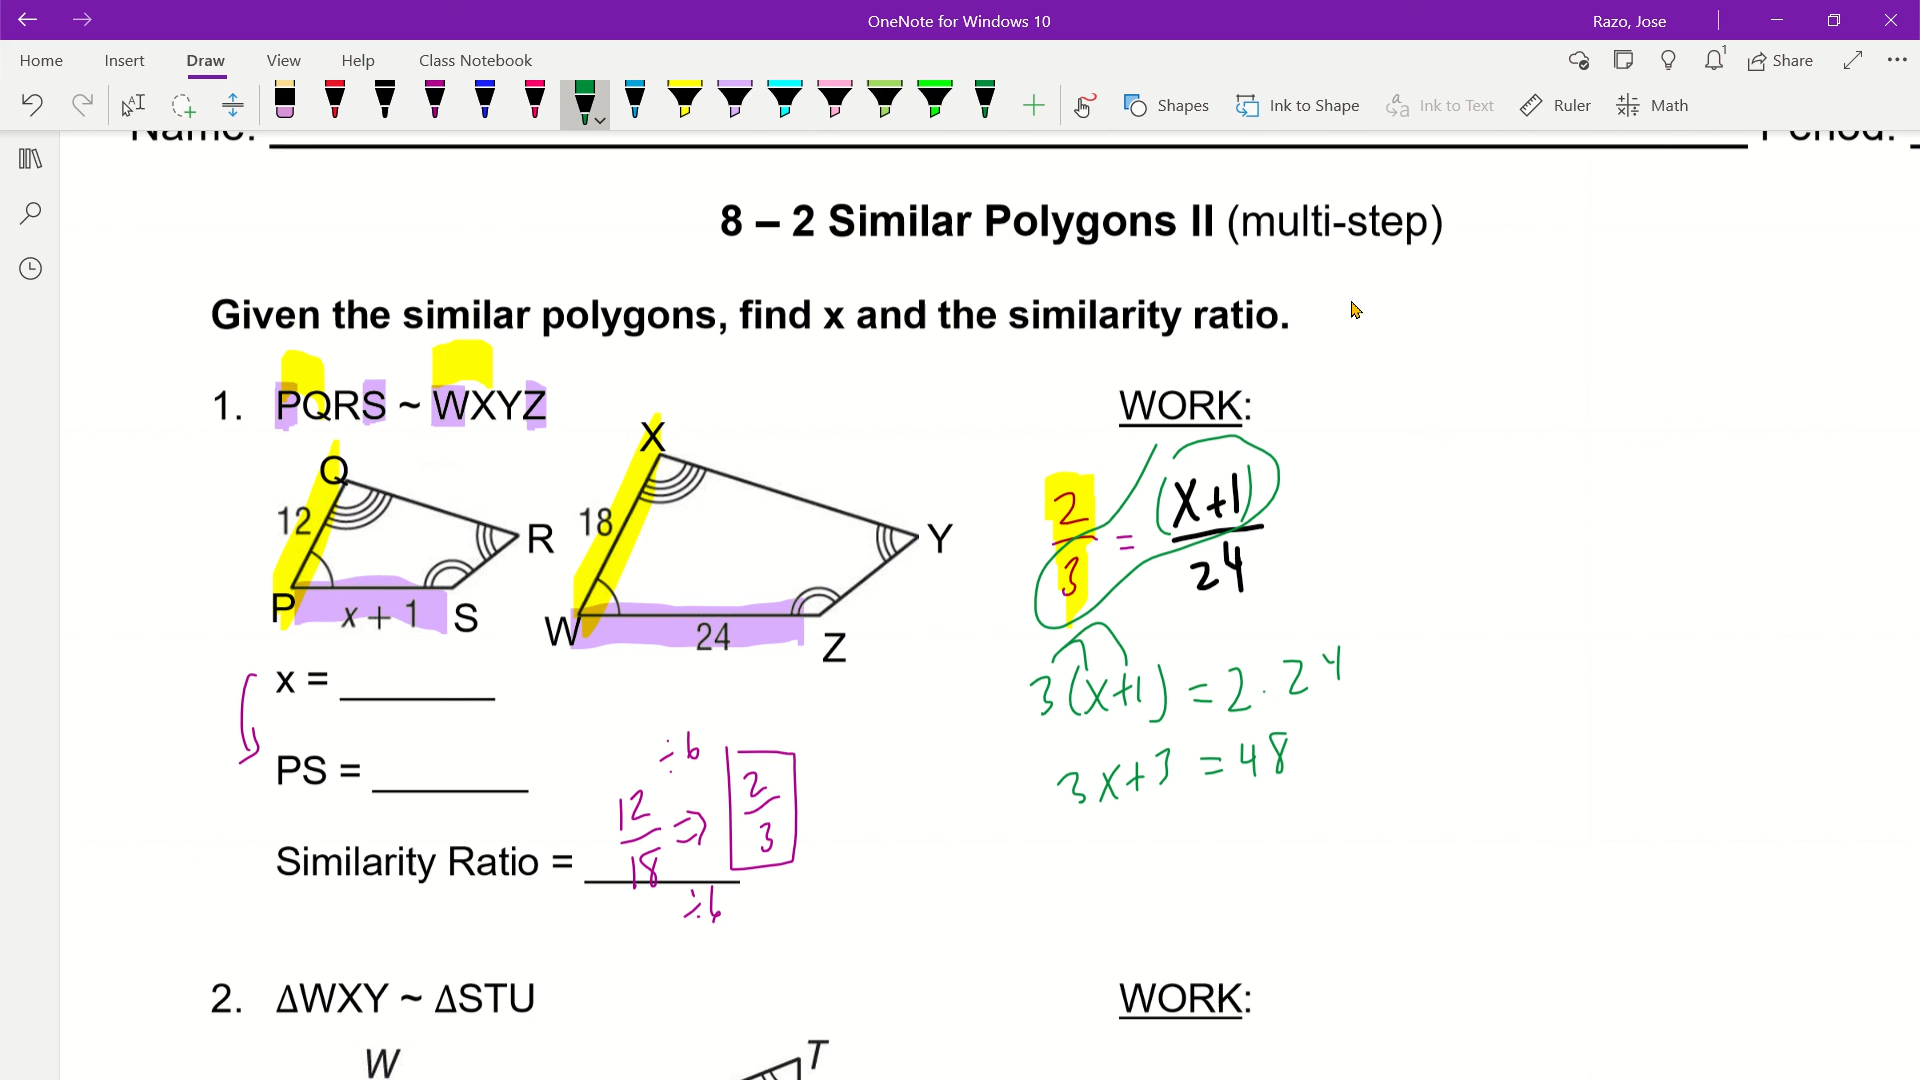 OneNote for Windows 10
Razo, Jose
Home Insert Draw View Help Class Notebook
1
Share
Shapes
Ink to Shape
Ink to Text
Ruler
Math
Name: Period:
8 – 2 Similar Polygons II (multi-step)
Given the similar polygons, find x and the similarity ratio.
1. PQRS ~ WXYZ
WORK:
Q
12
R
P
x + 1
S
X
18
Y
W
24
Z
2/3 = (x+1)/24
3(x+1) = 2·24
3x+3 = 48
x =
PS =
÷6
12/18 ⇒ 2/3
Similarity Ratio =
÷6
2. ΔWXY ~ ΔSTU
WORK:
W
T